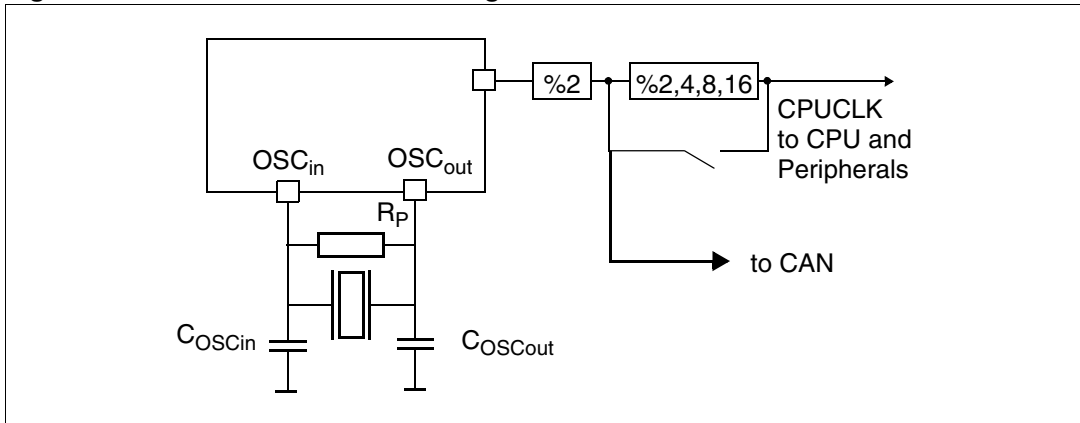 %2
%2,4,8,16
CPUCLK
to CPU and
Peripherals
OSCin
OSCout
RP
to CAN
COSCin
COSCout